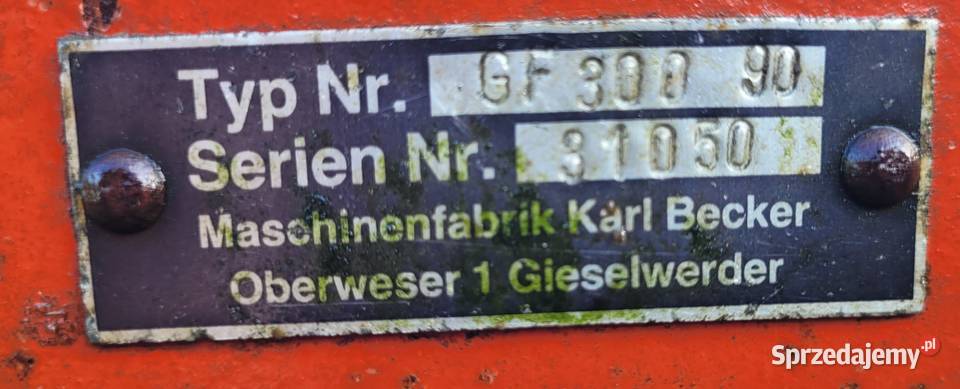 Typ Nr. GF 300 90
Serien Nr. 31050
Maschinenfabrik Karl Becker
Oberweser 1 Gieselwerder
Sprzedajemy.pl